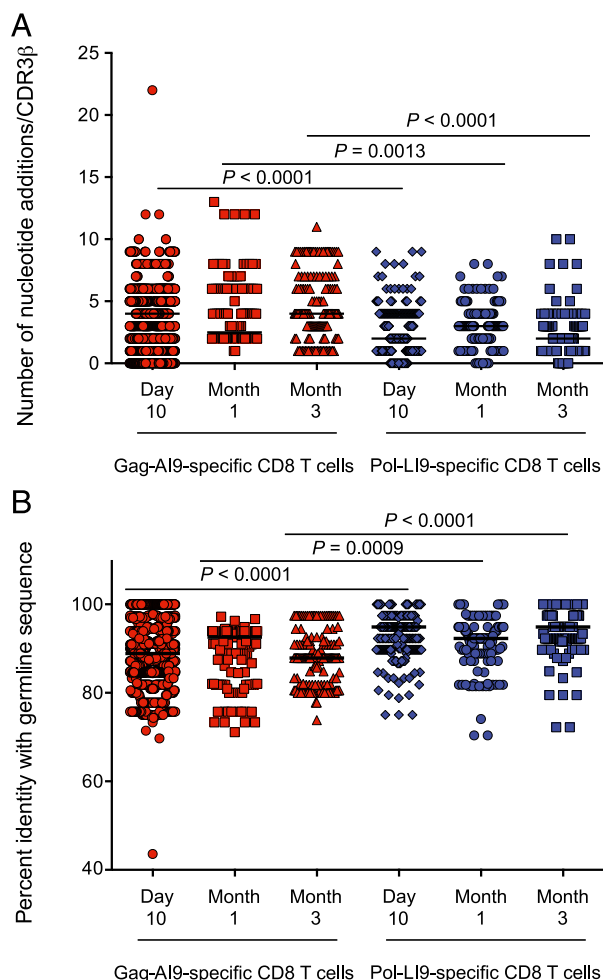 A
Number of nucleotide additions/CDR3β
25
20
15
10
5
0
P < 0.0001
P = 0.0013
P < 0.0001
Day Month Month Day Month Month
10 1 3 10 1 3
Gag-AI9-specific CD8 T cells Pol-LI9-specific CD8 T cells
B
Percent identity with germline sequence
P < 0.0001
P = 0.0009
P < 0.0001
100
80
60
40
Day Month Month Day Month Month
10 1 3 10 1 3
Gag-AI9-specific CD8 T cells Pol-LI9-specific CD8 T cells